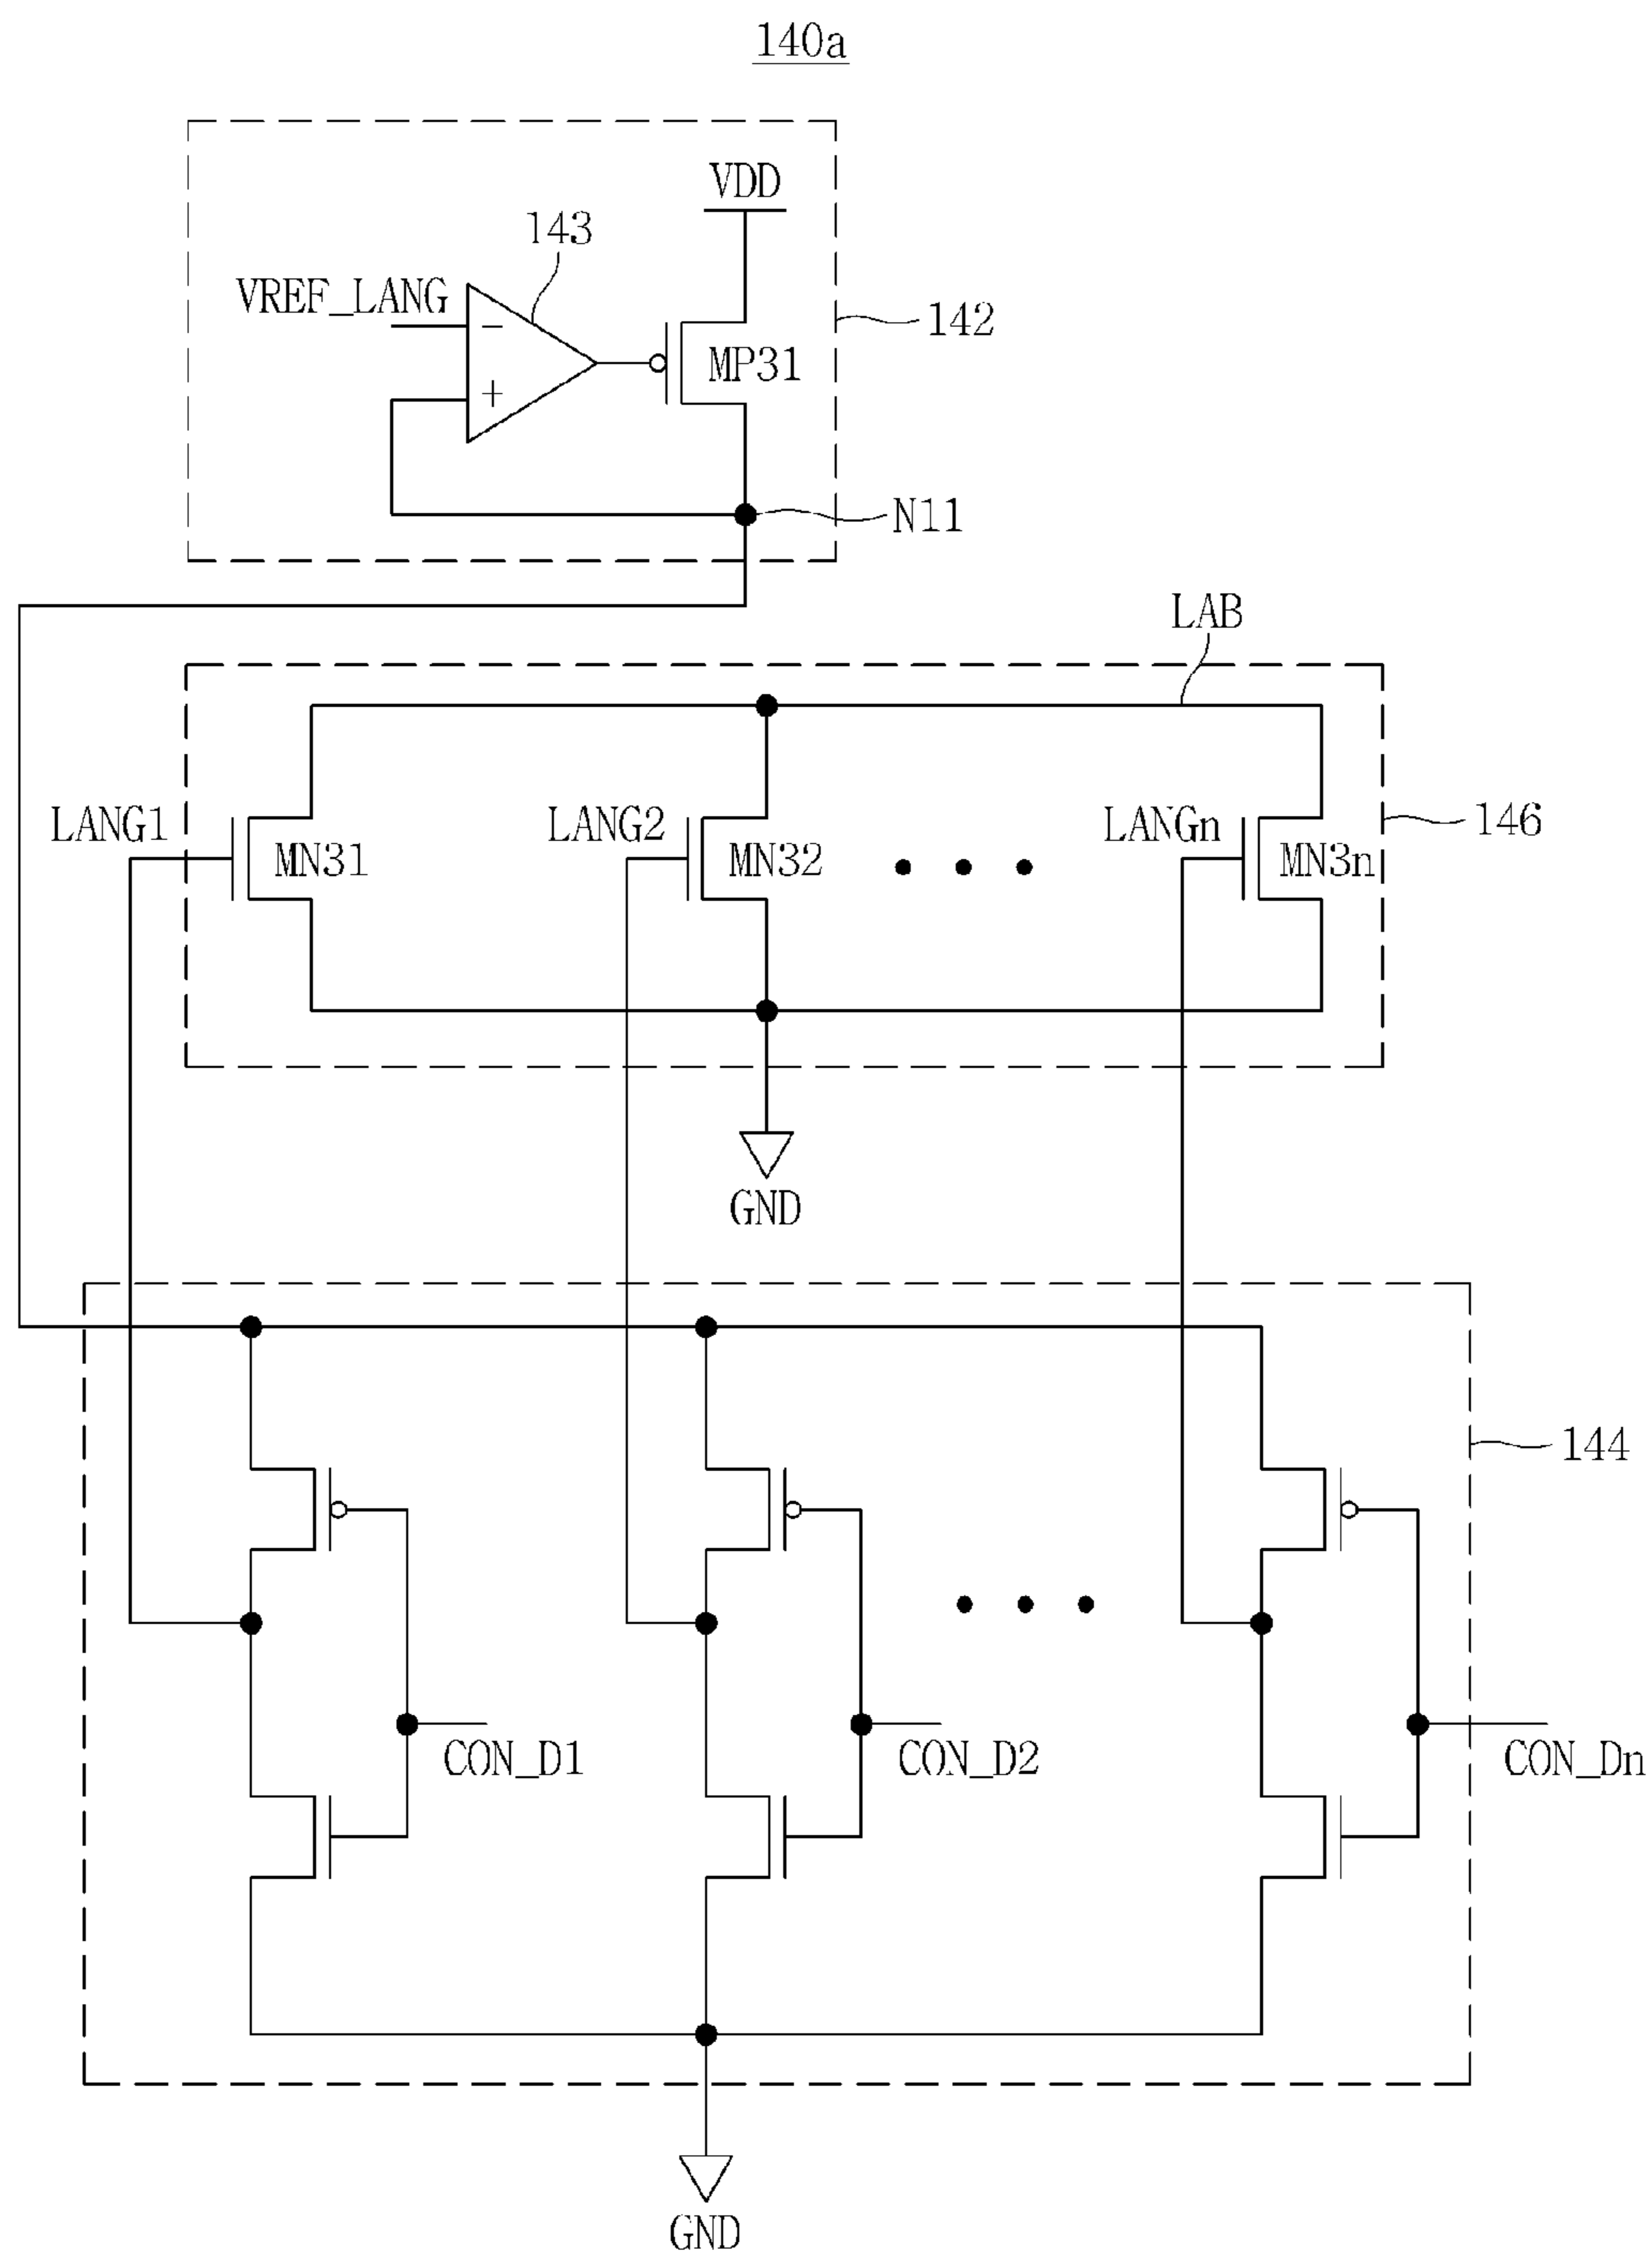 140a
VDD
143
VREF_LANG
142
−
MP31
+
N11
LAB
LANG1
LANG2
LANGn
146
MN31
MN32
MN3n
GND
144
CON_D1
CON_D2
CON_Dn
GND